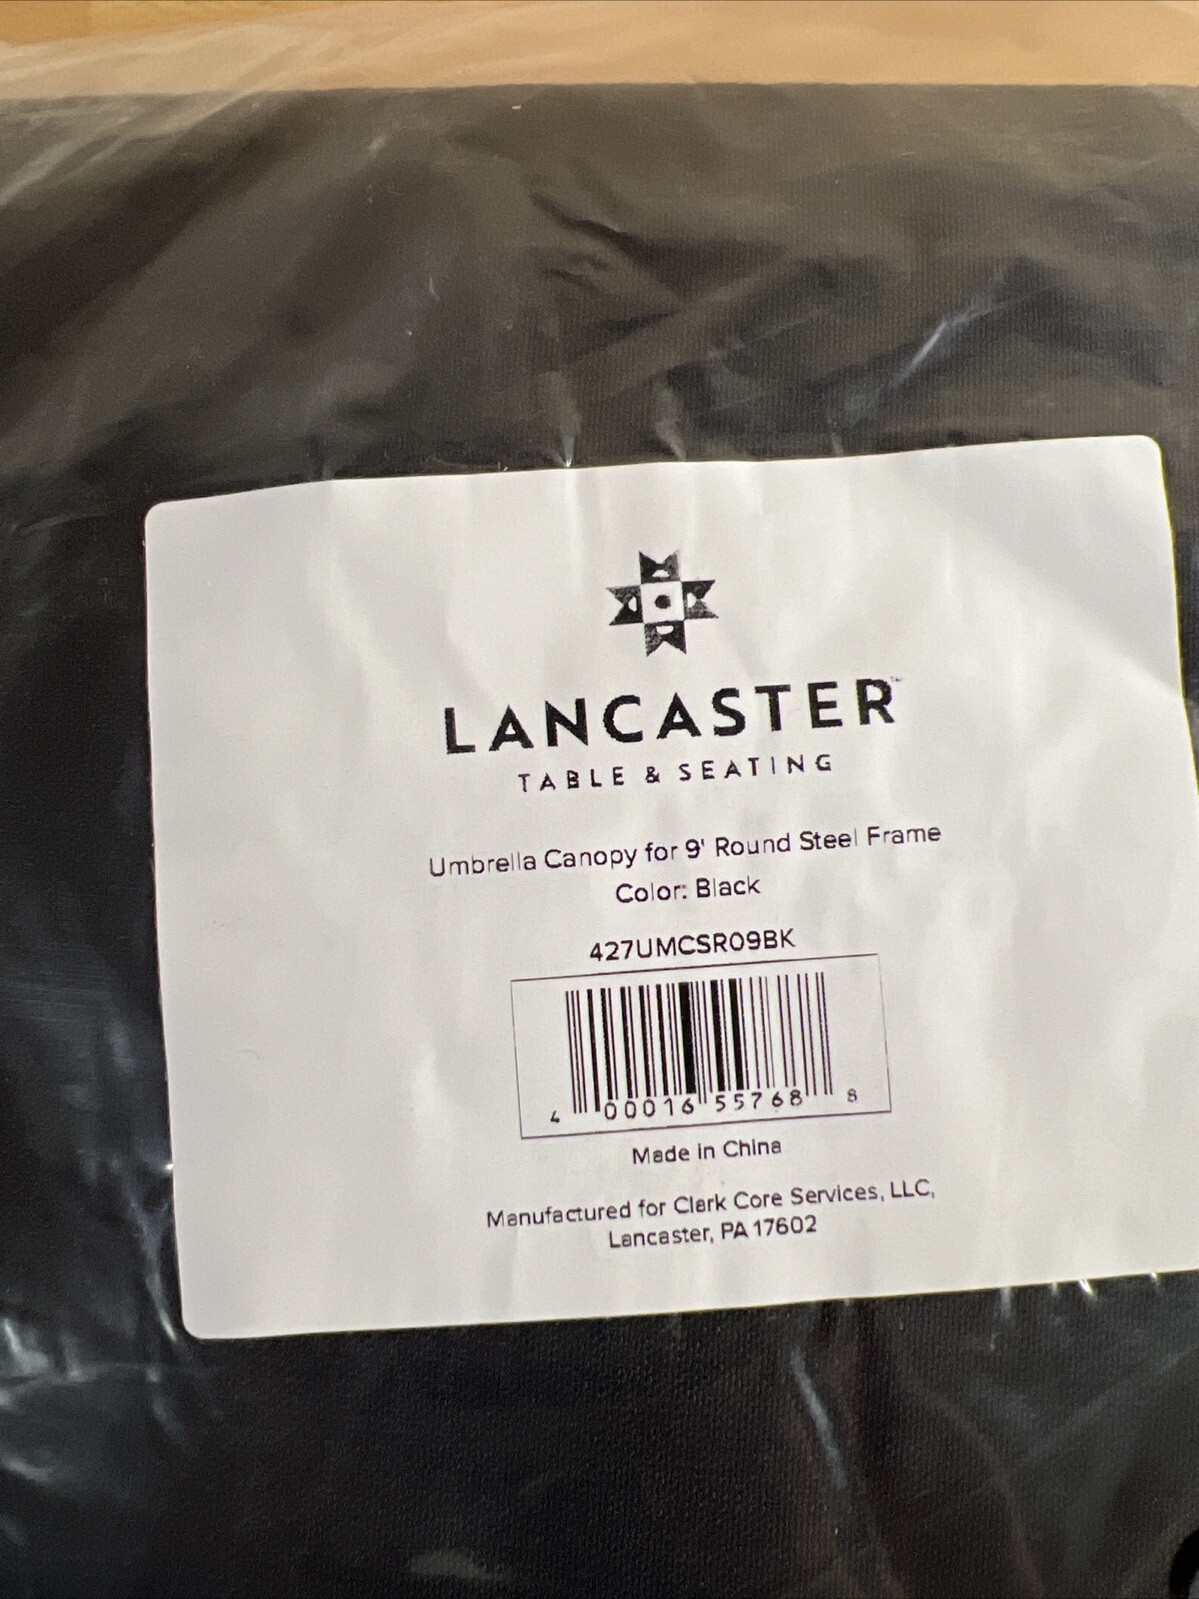 LANCASTER™
TABLE & SEATING
Umbrella Canopy for 9' Round Steel Frame
Color: Black
427UMCSR09BK
4 00016 55768 8
Made in China
Manufactured for Clark Core Services, LLC,
Lancaster, PA 17602